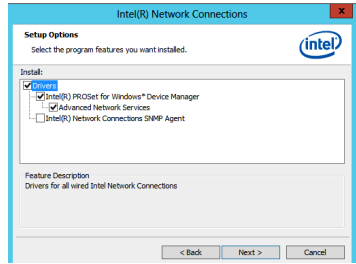 Intel(R) Network Connections
x
Setup Options
Select the program features you want installed.
intel
Install:
Drivers
Intel(R) PROSet for Windows* Device Manager
Advanced Network Services
Intel(R) Network Connections SNMP Agent
Feature Description
Drivers for all wired Intel Network Connections
< Back
Next >
Cancel